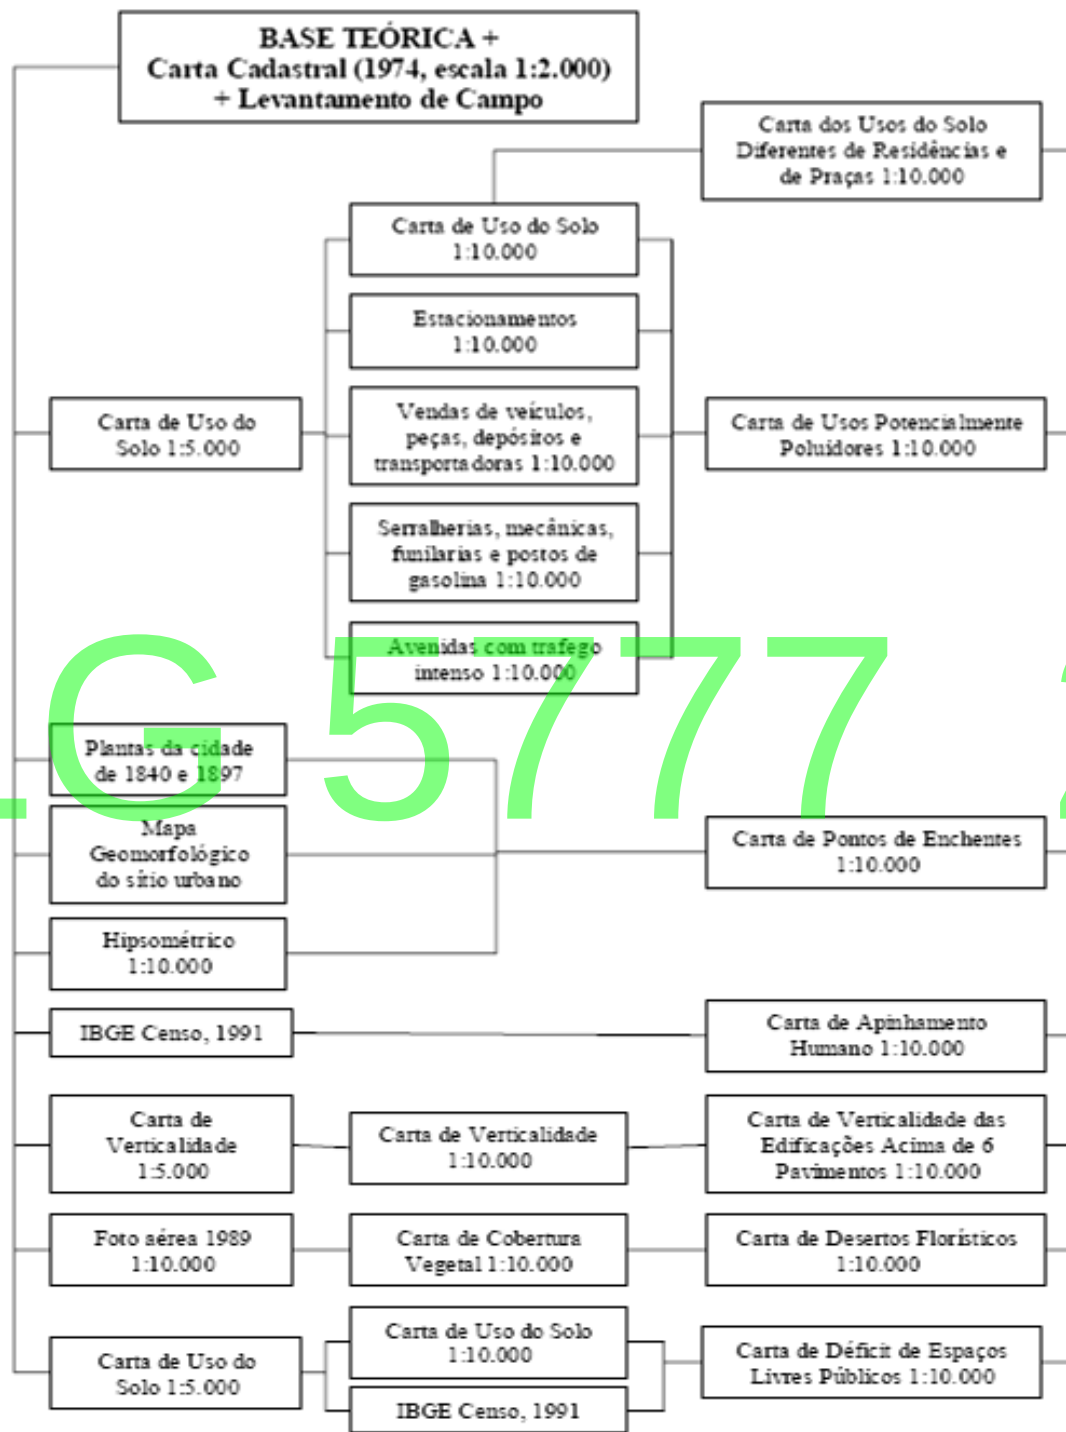 BASE TEÓRICA +
Carta Cadastral (1974, escala 1:2.000)
+ Levantamento de Campo
Carta dos Usos do Solo
Diferentes de Residências e
de Praças 1:10.000
Carta de Uso do Solo
1:10.000
Estacionamentos
1:10.000
Carta de Uso do
Solo 1:5.000
Vendas de veículos,
peças, depósitos e
transportadoras 1:10.000
Carta de Usos Potencialmente
Poluidores 1:10.000
Serralherias, mecânicas,
funilarias e postos de
gasolina 1:10.000
Avenidas com trafego
intenso 1:10.000
G 5777
Plantas da cidade
de 1840 e 1897
Mapa
Geomorfológico
do sítio urbano
Carta de Pontos de Enchentes
1:10.000
Hipsométrico
1:10.000
IBGE Censo, 1991
Carta de Apinhamento
Humano 1:10.000
Carta de
Verticalidade
1:5.000
Carta de Verticalidade
1:10.000
Carta de Verticalidade das
Edificações Acima de 6
Pavimentos 1:10.000
Foto aérea 1989
1:10.000
Carta de Cobertura
Vegetal 1:10.000
Carta de Desertos Florísticos
1:10.000
Carta de Uso do
Solo 1:5.000
Carta de Uso do Solo
1:10.000
IBGE Censo, 1991
Carta de Déficit de Espaços
Livres Públicos 1:10.000